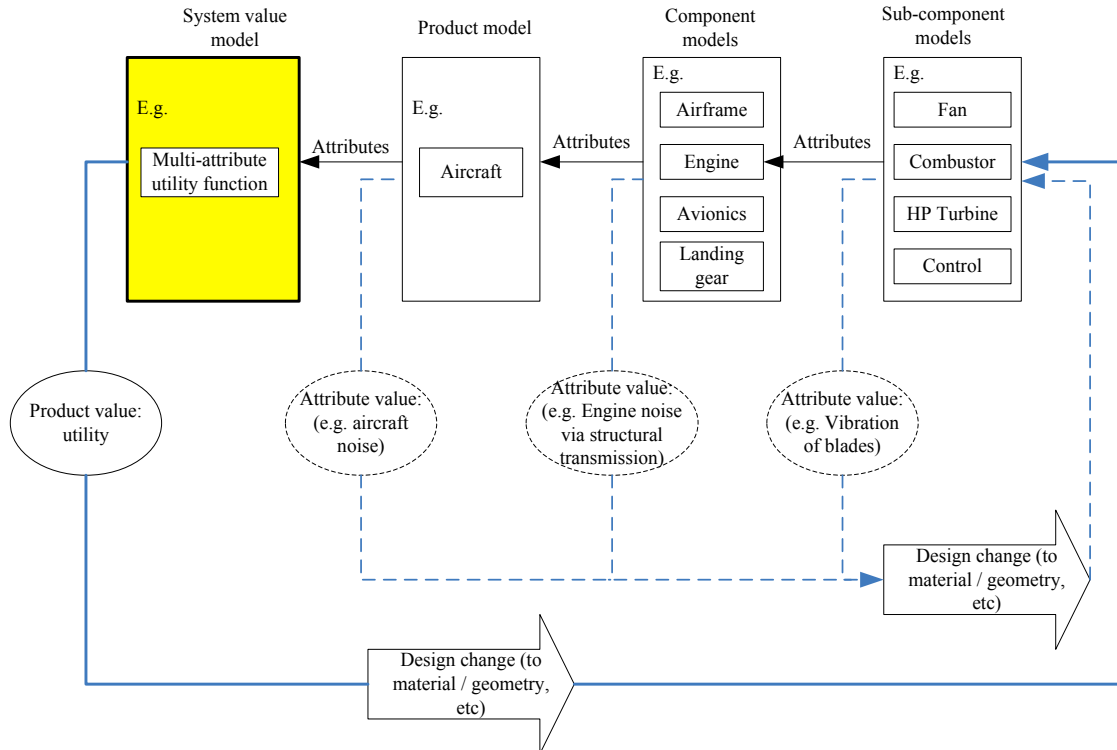 System value
model
Product model
Component
models
Sub-component
models
E.g.
Multi-attribute
utility function
Attributes
E.g.
Aircraft
Attributes
E.g.
Airframe
Engine
Avionics
Landing
gear
Attributes
E.g.
Fan
Combustor
HP Turbine
Control
Product value:
utility
Attribute value:
(e.g. aircraft
noise)
Attribute value:
(e.g. Engine noise
via structural
transmission)
Attribute value:
(e.g. Vibration
of blades)
Design change (to
material / geometry,
etc)
Design change (to
material / geometry,
etc)